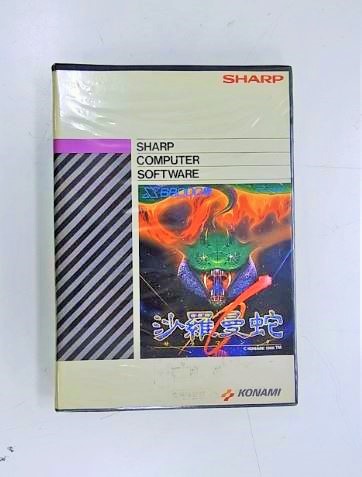 SHARP
SHARP
COMPUTER
SOFTWARE
X68000
沙羅曼蛇
KONAMI